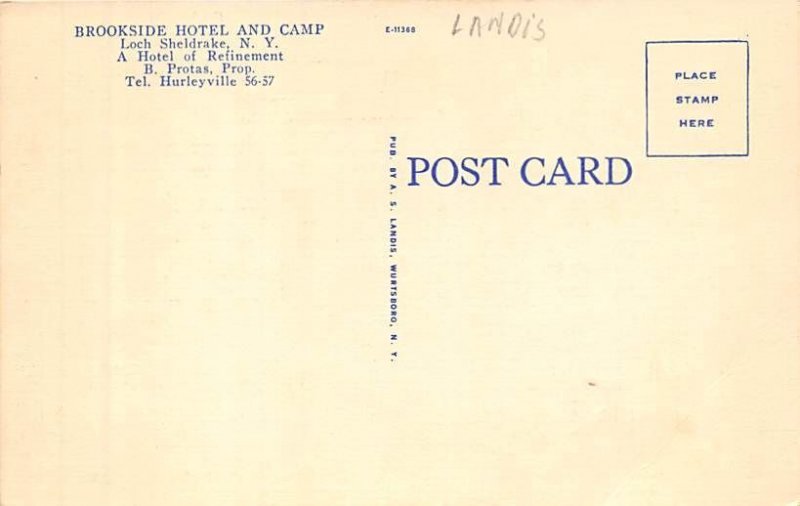 BROOKSIDE HOTEL AND CAMP
Loch Sheldrake, N. Y.
A Hotel of Refinement
B. Protas, Prop.
Tel. Hurleyville 56-57
E-11368
LANDIS
PLACE
STAMP
HERE
POST CARD
PUB. BY A. S. LANDIS, WURTSBORO, N. Y.